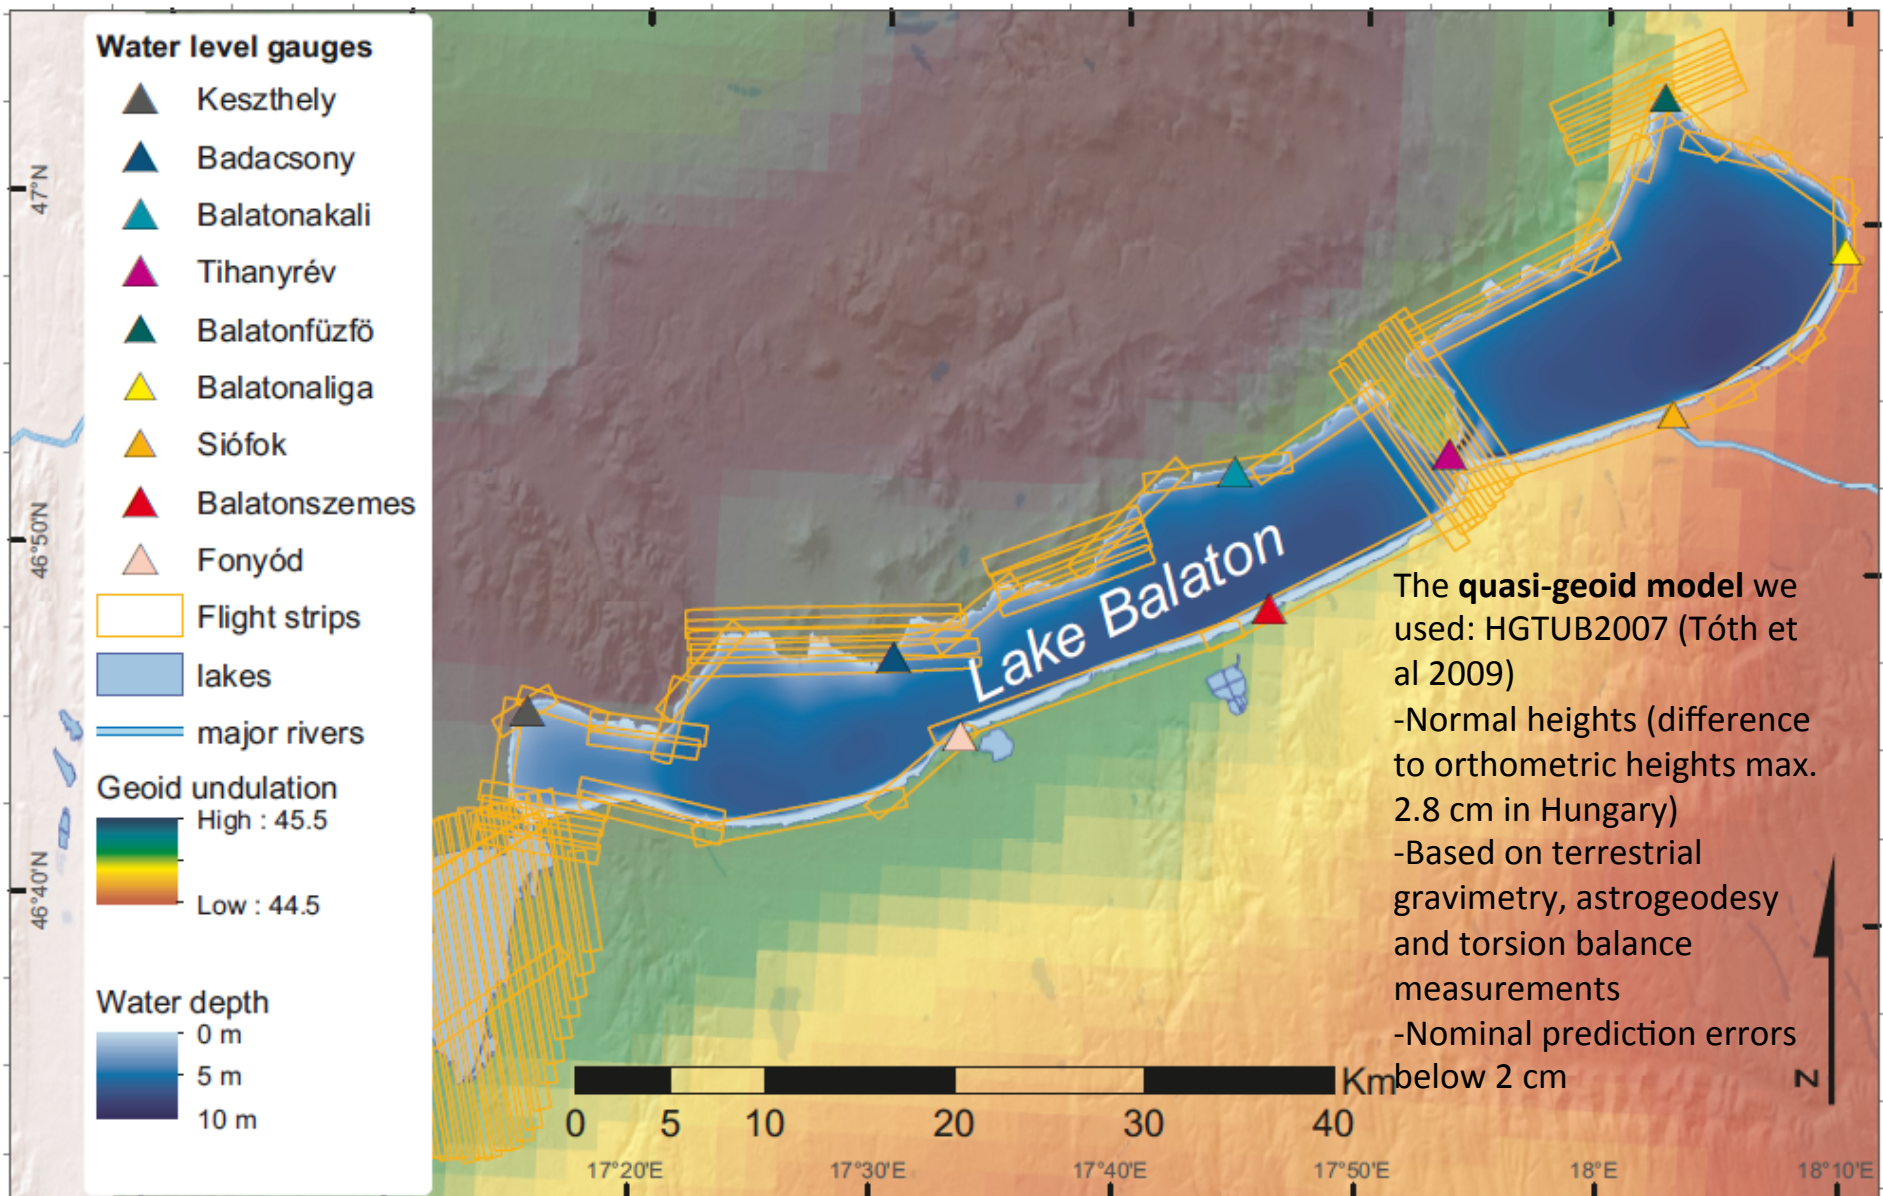 Water level gauges
Keszthely
Badacsony
Balatonakali
Tihanyrév
Balatonfüzfö
Balatonaliga
Siófok
Balatonszemes
Fonyód
Flight strips
lakes
major rivers
Geoid undulation
High : 45.5
Low : 44.5
Water depth
0 m
5 m
10 m
47°N
46°50'N
46°40'N
Lake Balaton
The quasi-geoid model we
used: HGTUB2007 (Tóth et
al 2009)
-Normal heights (difference
to orthometric heights max.
2.8 cm in Hungary)
-Based on terrestrial
gravimetry, astrogeodesy
and torsion balance
measurements
-Nominal prediction errors
below 2 cm
N
Km
0 5 10 20 30 40
17°20'E 17°30'E 17°40'E 17°50'E 18°E 18°10'E